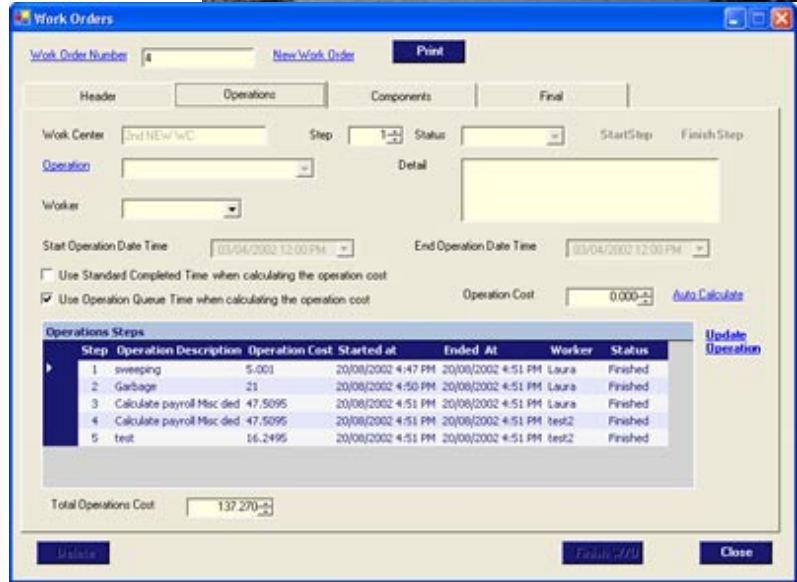 Work Orders
Work Order Number 4 New Work Order Print
Header Operations Components Final
Work Center 2nd NEW WC Step 1 Status StartStep Finish Step
Operation Detail
Worker
Start Operation Date Time 03/04/2002 12:00 PM End Operation Date Time 03/04/2002 12:00 PM
Use Standard Completed Time when calculating the operation cost
Use Operation Queue Time when calculating the operation cost Operation Cost 0.000 Auto Calculate
Operations Steps Update Operation
Step Operation Description Operation Cost Started at Ended At Worker Status
1 sweeping 5.001 20/08/2002 4:47 PM 20/08/2002 4:51 PM Laura Finished
2 Garbage 21 20/08/2002 4:50 PM 20/08/2002 4:51 PM Laura Finished
3 Calculate payroll Misc ded 47.5095 20/08/2002 4:51 PM 20/08/2002 4:51 PM Laura Finished
4 Calculate payroll Misc ded 47.5095 20/08/2002 4:51 PM 20/08/2002 4:51 PM test2 Finished
5 test 16.2495 20/08/2002 4:51 PM 20/08/2002 4:51 PM test2 Finished
Total Operations Cost 137.270
Delete Finish W/O Close